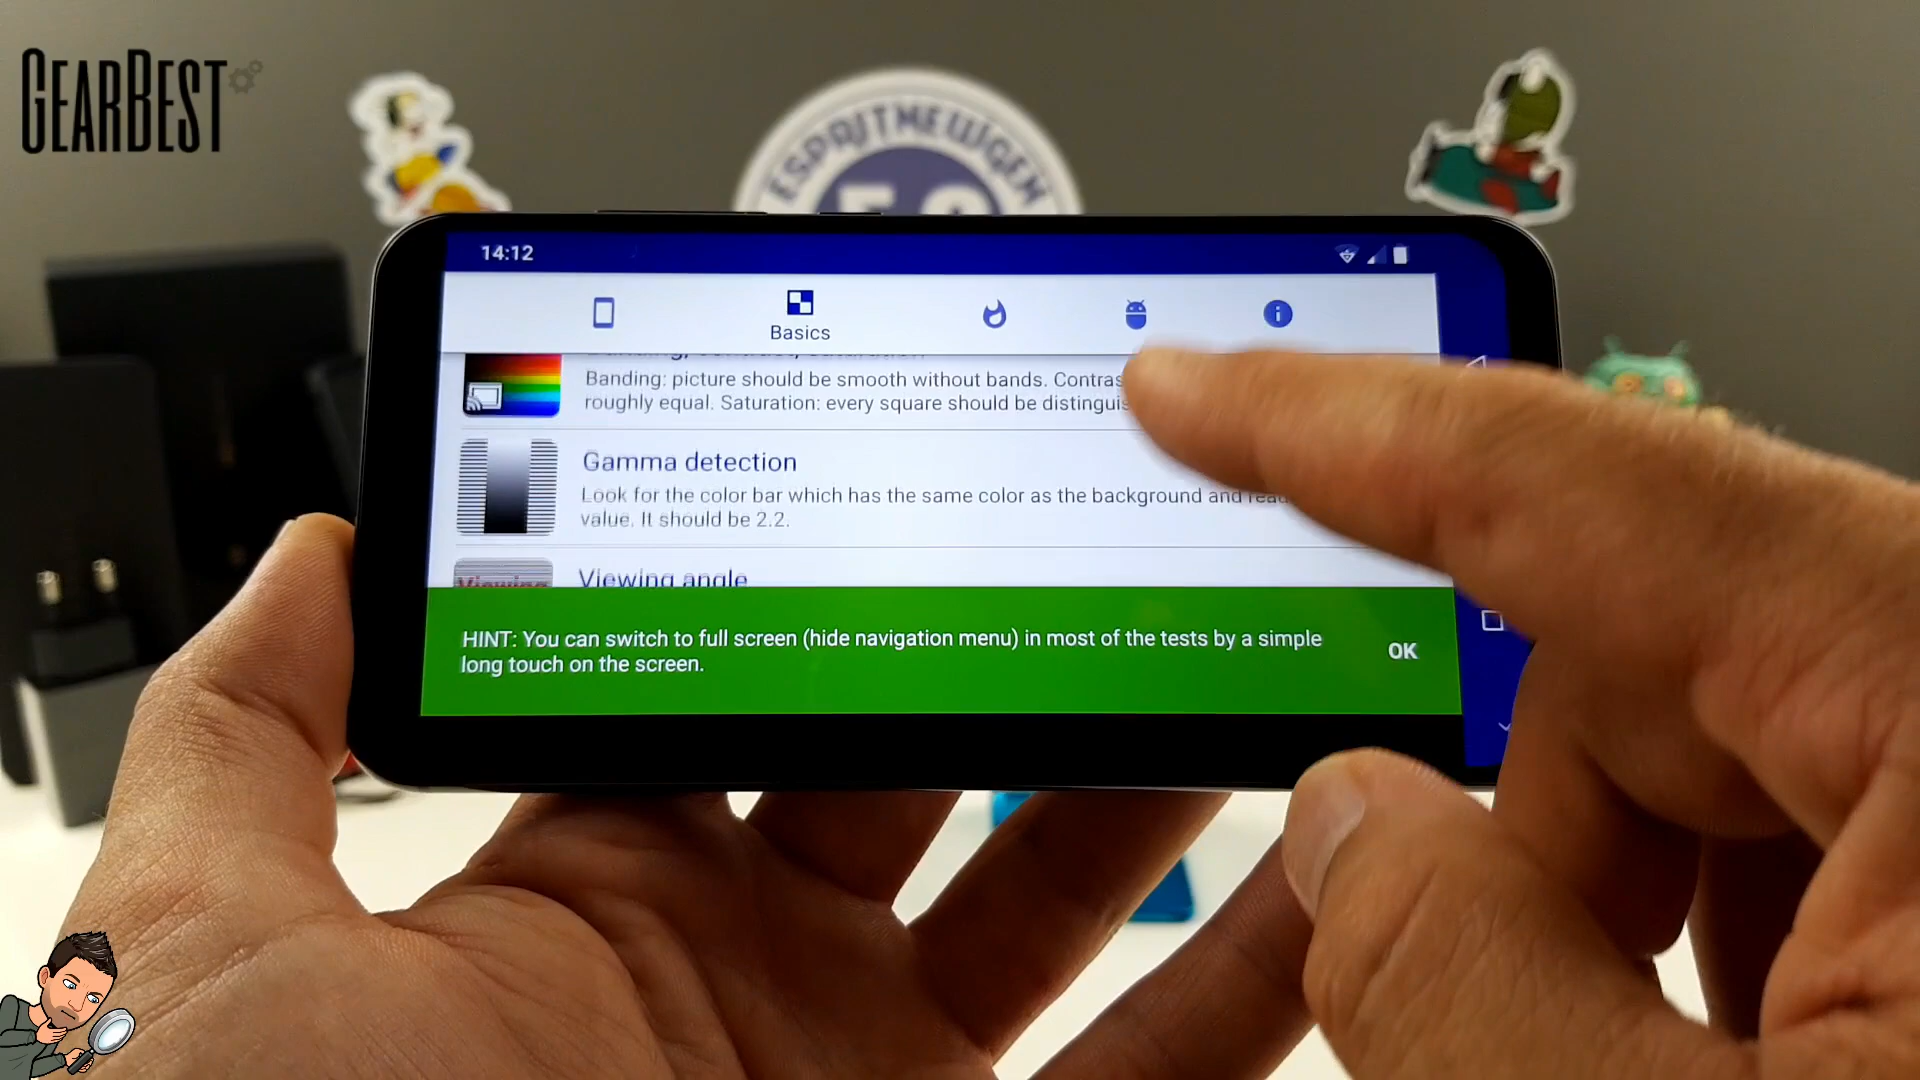 GEARBEST
ESPRITNEWGEN
14:12
Basics
Banding: picture should be smooth without bands.
roughly equal. Saturation: every square should be
Gamma detection
Look for the color bar which has the same color as the background and
value. It should be 2.2.
Viewing
Viewing angle
HINT: You can switch to full screen (hide navigation menu) in most of the tests by a simple
OK
long touch on the screen.